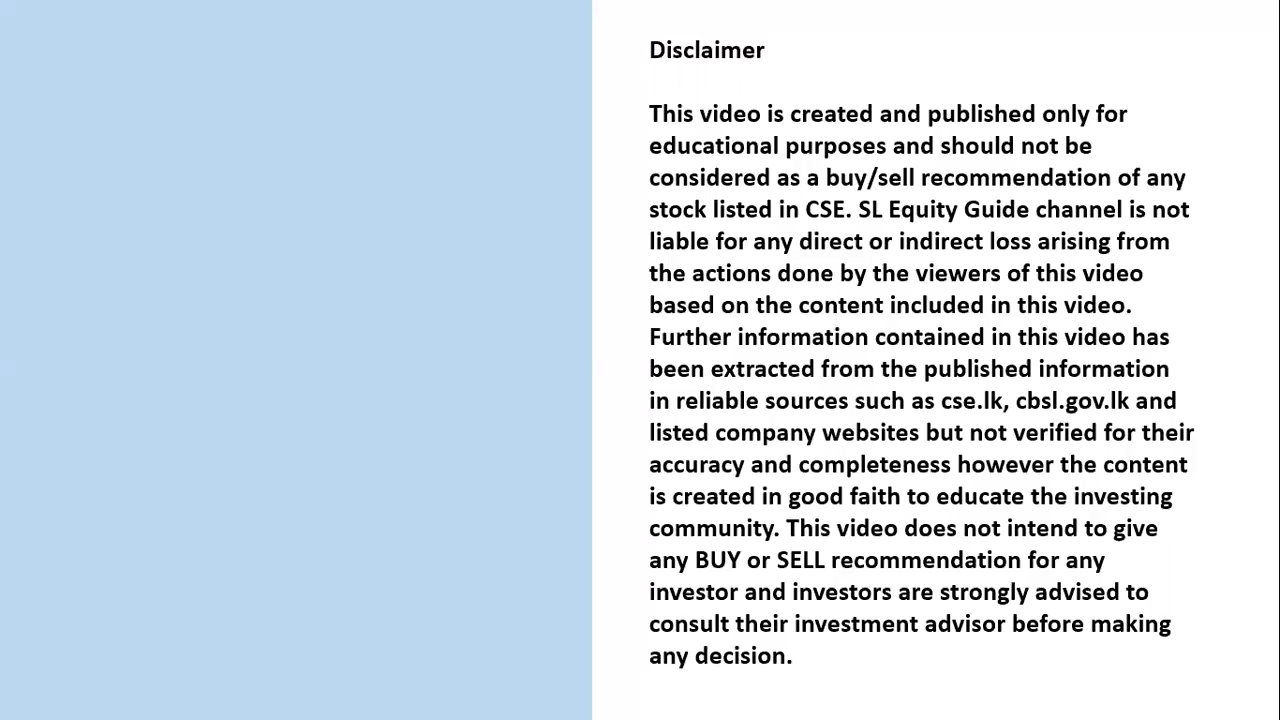 Disclaimer
This video is created and published only for
educational purposes and should not be
considered as a buy/sell recommendation of any
stock listed in CSE. SL Equity Guide channel is not
liable for any direct or indirect loss arising from
the actions done by the viewers of this video
based on the content included in this video.
Further information contained in this video has
been extracted from the published information
in reliable sources such as cse.lk, cbsl.gov.lk and
listed company websites but not verified for their
accuracy and completeness however the content
is created in good faith to educate the investing
community. This video does not intend to give
any BUY or SELL recommendation for any
investor and investors are strongly advised to
consult their investment advisor before making
any decision.